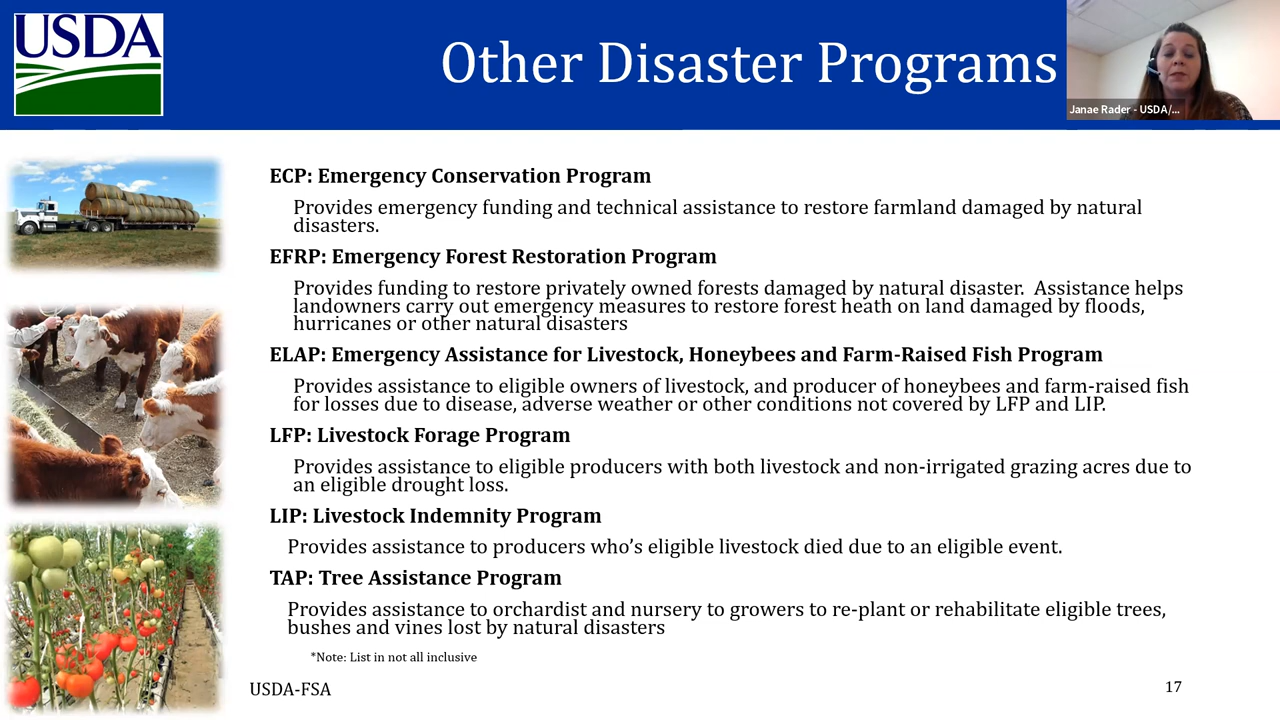 USDA
Other Disaster Programs
Janae Rader - USDA/...
ECP: Emergency Conservation Program
Provides emergency funding and technical assistance to restore farmland damaged by natural
disasters.
EFRP: Emergency Forest Restoration Program
Provides funding to restore privately owned forests damaged by natural disaster.  Assistance helps
landowners carry out emergency measures to restore forest heath on land damaged by floods,
hurricanes or other natural disasters
ELAP: Emergency Assistance for Livestock, Honeybees and Farm-Raised Fish Program
Provides assistance to eligible owners of livestock, and producer of honeybees and farm-raised fish
for losses due to disease, adverse weather or other conditions not covered by LFP and LIP.
LFP: Livestock Forage Program
Provides assistance to eligible producers with both livestock and non-irrigated grazing acres due to
an eligible drought loss.
LIP: Livestock Indemnity Program
Provides assistance to producers who’s eligible livestock died due to an eligible event.
TAP: Tree Assistance Program
Provides assistance to orchardist and nursery to growers to re-plant or rehabilitate eligible trees,
bushes and vines lost by natural disasters
*Note: List in not all inclusive
USDA-FSA
17